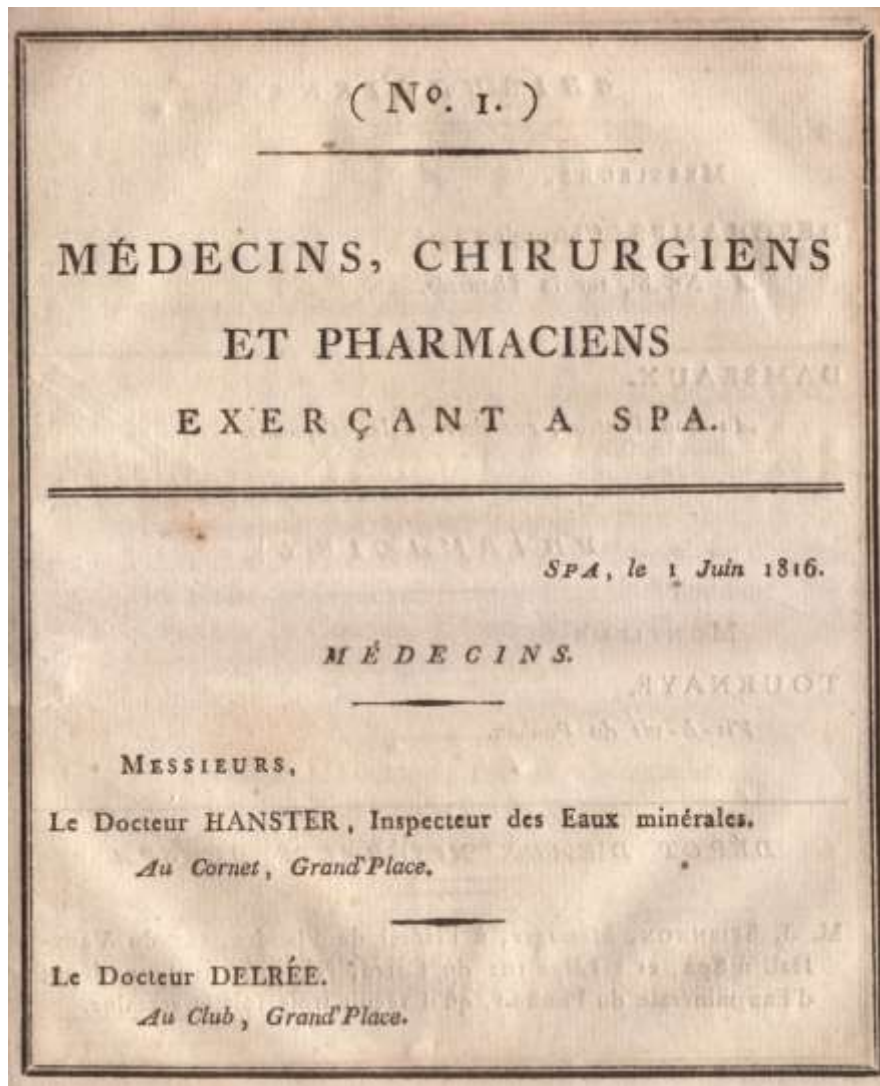 ( Nº. 1. )
MÉDECINS, CHIRURGIENS
ET PHARMACIENS
EXERÇANT A SPA.
SPA, le 1 Juin 1816.
MÉDECINS.
MESSIEURS,
Le Docteur HANSTER, Inspecteur des Eaux minérales.
Au Cornet, Grand'Place.
Le Docteur DELRÉE.
Au Club, Grand'Place.